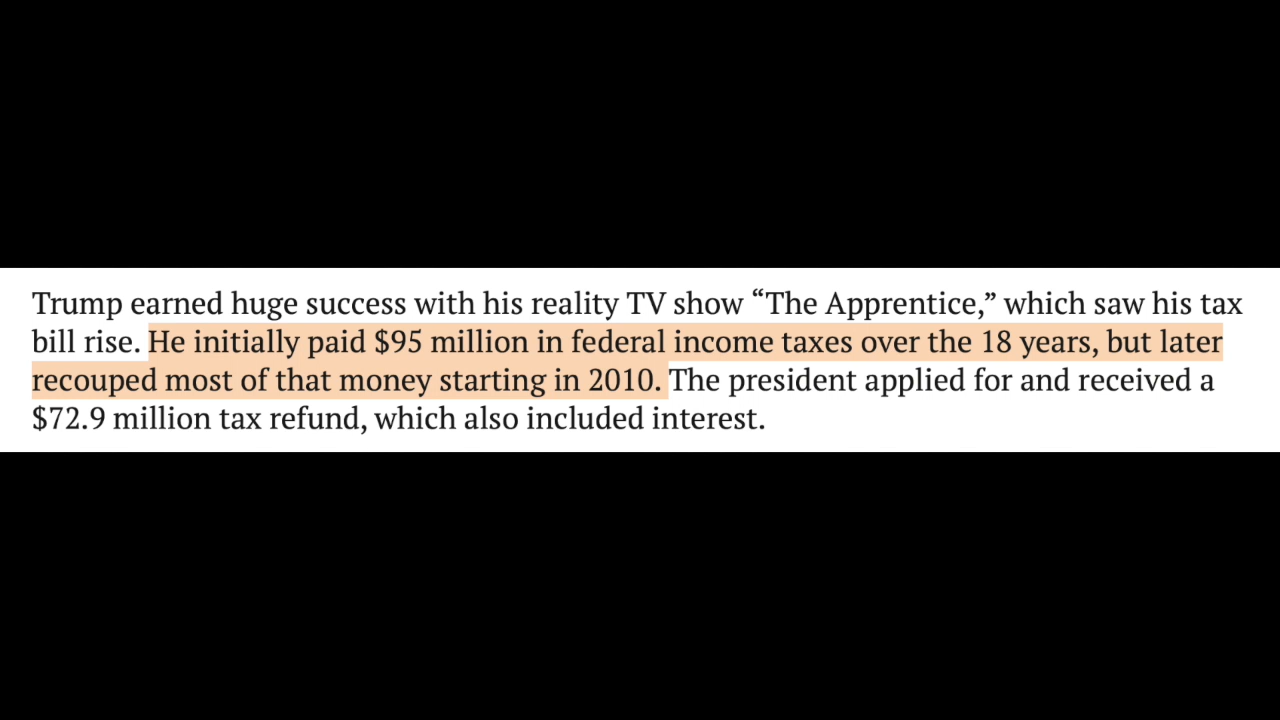 Trump earned huge success with his reality TV show “The Apprentice,” which saw his tax
bill rise. He initially paid $95 million in federal income taxes over the 18 years, but later
recouped most of that money starting in 2010. The president applied for and received a
$72.9 million tax refund, which also included interest.